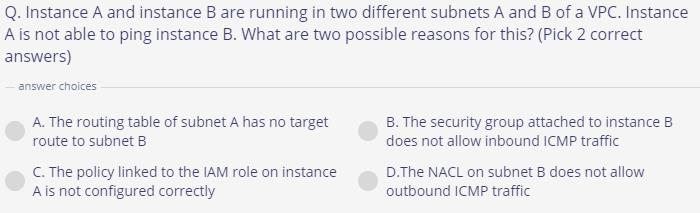 Q. Instance A and instance B are running in two different subnets A and B of a VPC. Instance
A is not able to ping instance B. What are two possible reasons for this? (Pick 2 correct
answers)
answer choices
A. The routing table of subnet A has no target
route to subnet B
B. The security group attached to instance B
does not allow inbound ICMP traffic
C. The policy linked to the IAM role on instance
A is not configured correctly
D.The NACL on subnet B does not allow
outbound ICMP traffic